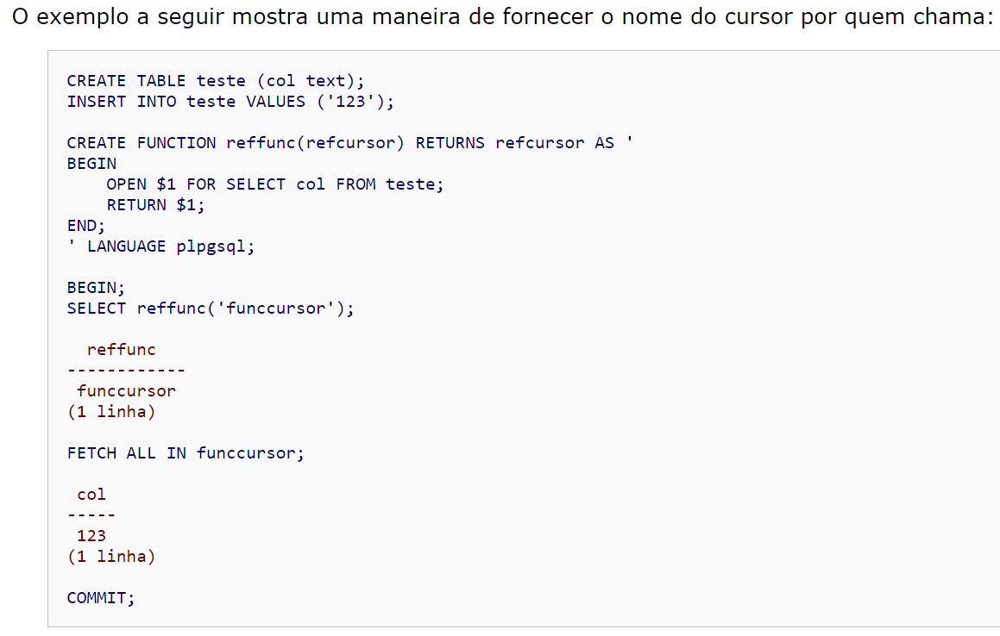 O exemplo a seguir mostra uma maneira de fornecer o nome do cursor por quem chama:
CREATE TABLE teste (col text);
INSERT INTO teste VALUES ('123');
CREATE FUNCTION reffunc(refcursor) RETURNS refcursor AS '
BEGIN
    OPEN $1 FOR SELECT col FROM teste;
    RETURN $1;
END;
' LANGUAGE plpgsql;
BEGIN;
SELECT reffunc('funccursor');
  reffunc
------------
 funccursor
(1 linha)
FETCH ALL IN funccursor;
 col
-----
 123
(1 linha)
COMMIT;